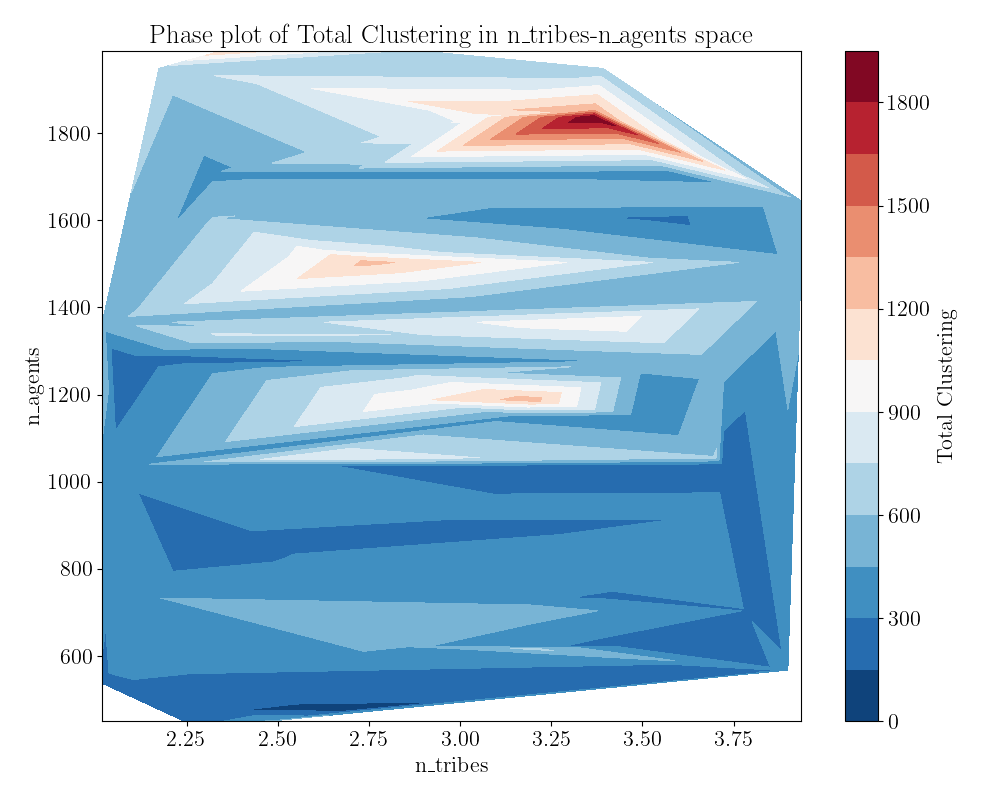 Phase plot of Total Clustering in n_tribes-n_agents space
n_agents
1800
1600
1400
1200
1000
800
600
2.25 2.50 2.75 3.00 3.25 3.50 3.75
n_tribes
1800
1500
1200
900
600
300
0
Total Clustering